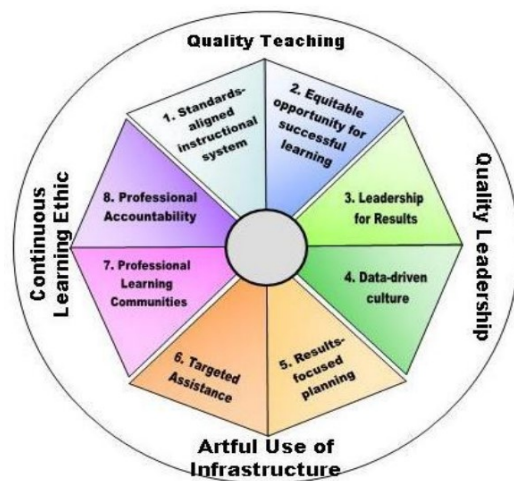 Quality Teaching
1. Standards-
aligned
instructional
system
2. Equitable
opportunity for
successful
learning
3. Leadership
for Results
4. Data-driven
culture
Quality Leadership
5. Results-
focused
planning
6. Targeted
Assistance
Artful Use of
Infrastructure
7. Professional
Learning
Communities
8. Professional
Accountability
Continuous
Learning Ethic